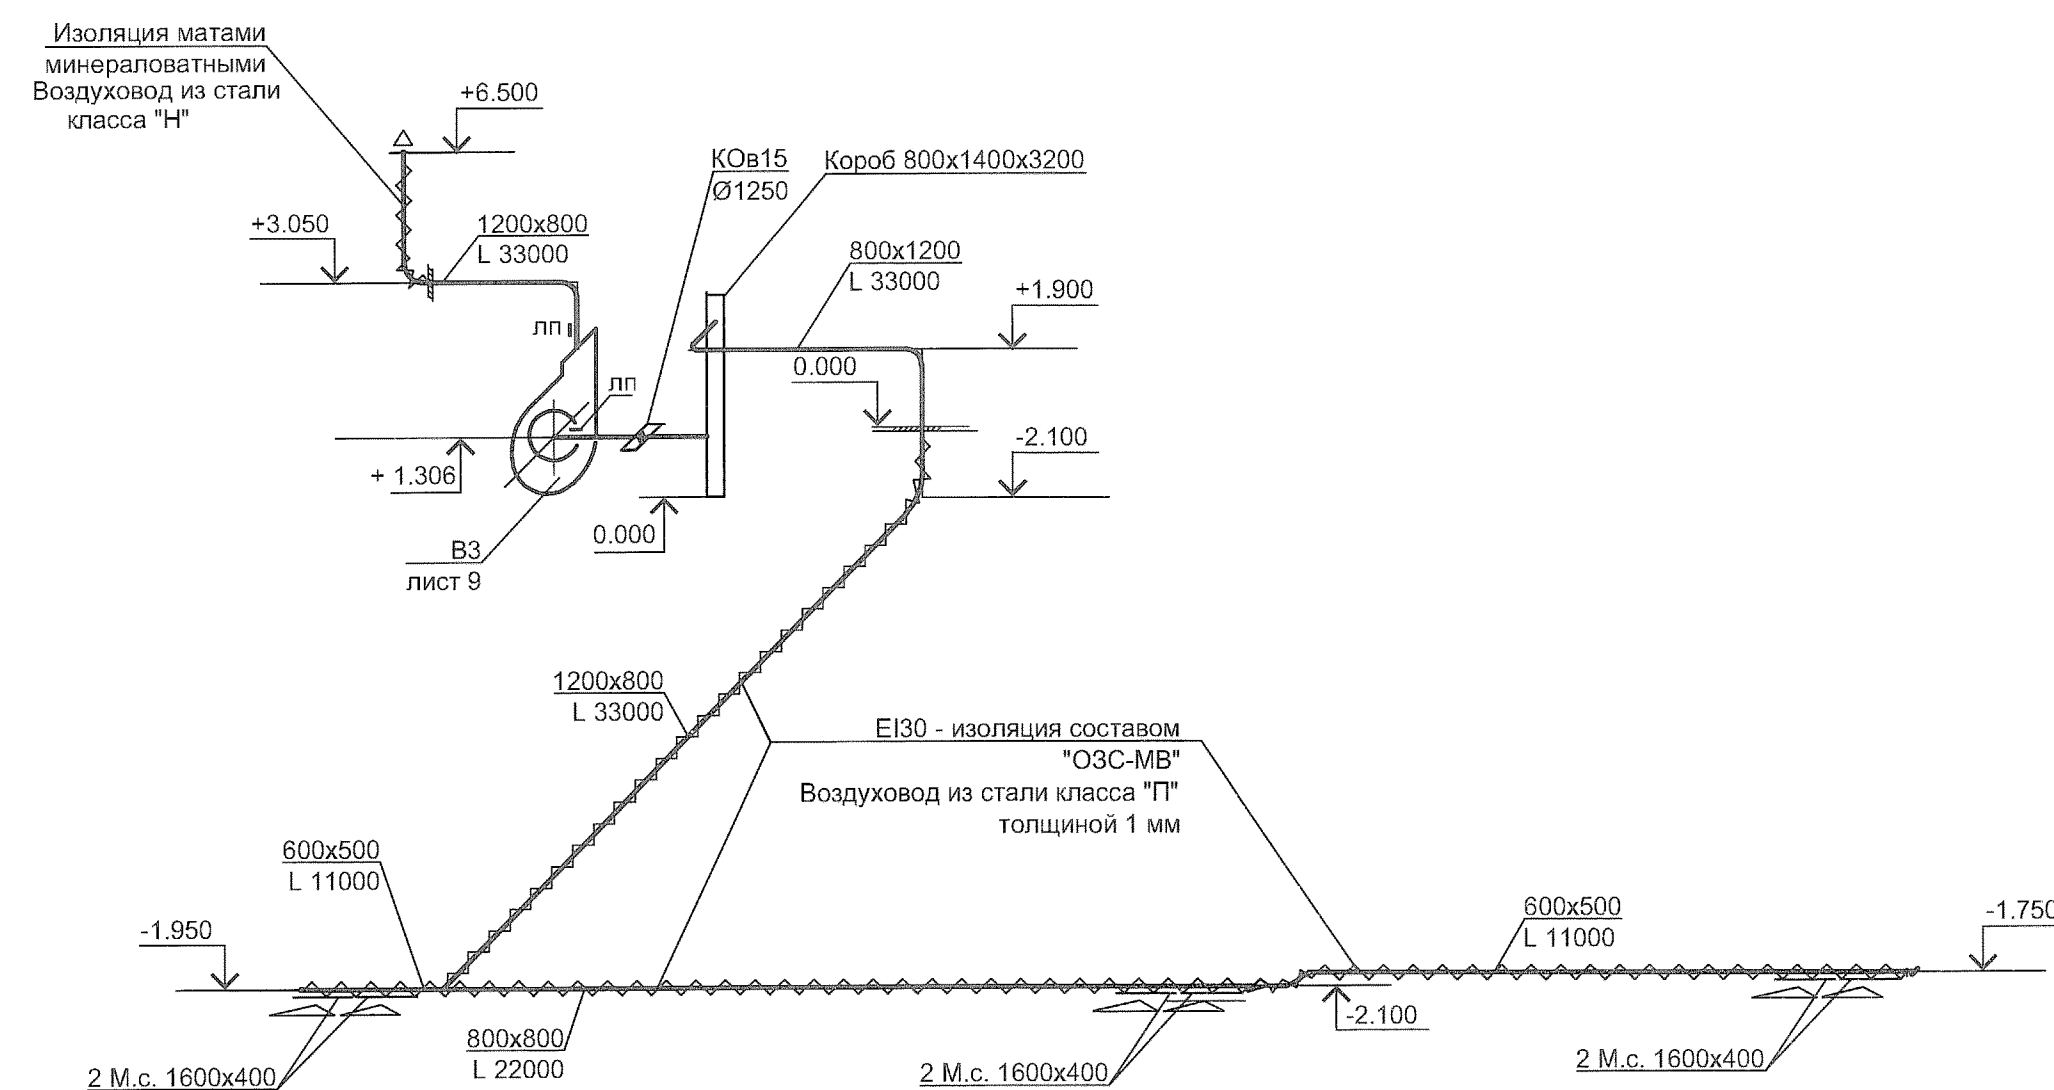 Изоляция матами
минераловатными
Воздуховод из стали
класса "Н"
+6.500
КОв15
Ø1250
Короб 800х1400х3200
+3.050
1200х800
L 33000
800х1200
L 33000
+1.900
лп
0.000
лп
-2.100
+ 1.306
0.000
В3
лист 9
1200х800
L 33000
EI30 - изоляция составом
"ОЗС-МВ"
Воздуховод из стали класса "П"
толщиной 1 мм
600х500
L 11000
-1.950
600х500
L 11000
-1.750
-2.100
800х800
L 22000
2 М.с. 1600х400
2 М.с. 1600х400
2 М.с. 1600х400